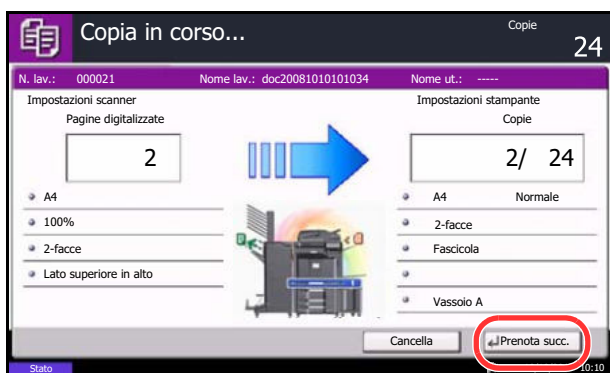 Copia in corso...
Copie
24
N. lav.: 000021 Nome lav.: doc20081010101034 Nome ut.: -----
Impostazioni scanner
Pagine digitalizzate
2
A4
100%
2-facce
Lato superiore in alto
Impostazioni stampante
Copie
2/ 24
A4 Normale
2-facce
Fascicola
Vassoio A
Cancella
Prenota succ.
Stato
10:10